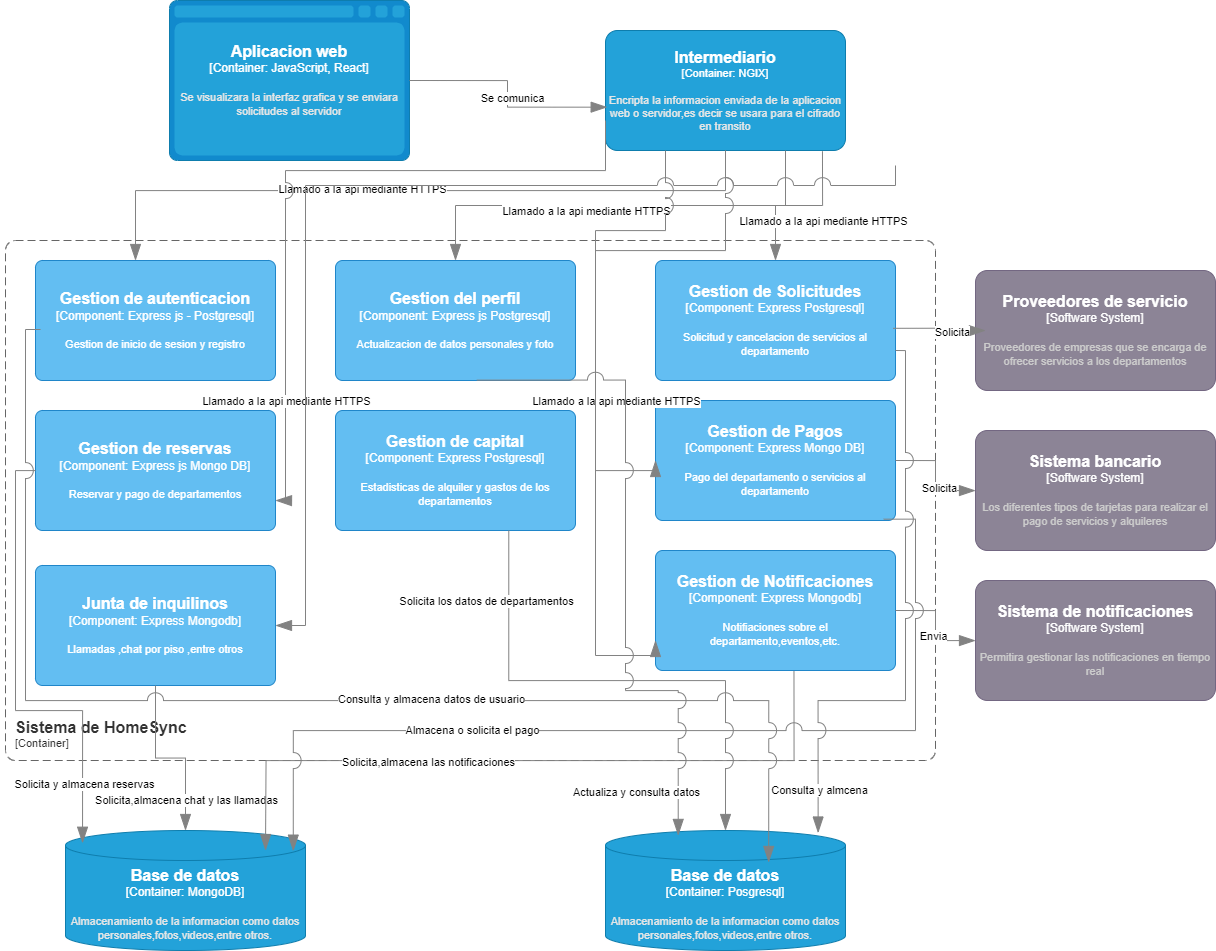 Aplicacion web
[Container: JavaScript, React]
Se visualizara la interfaz grafica y se enviara
solicitudes al servidor
Intermediario
[Container: NGIX]
Encripta la informacion enviada de la aplicacion
web o servidor,es decir se usara para el cifrado
en transito
Se comunica
Llamado a la api mediante HTTPS
Llamado a la api mediante HTTPS
Llamado a la api mediante HTTPS
Gestion de autenticacion
[Component: Express js - Postgresql]
Gestion de inicio de sesion y registro
Gestion del perfil
[Component: Express js Postgresql]
Actualizacion de datos personales y foto
Gestion de Solicitudes
[Component: Express Postgresql]
Solicitud y cancelacion de servicios al
departamento
Solicita
Proveedores de servicio
[Software System]
Proveedores de empresas que se encarga de
ofrecer servicios a los departamentos
Llamado a la api mediante HTTPS
Llamado a la api mediante HTTPS
Gestion de reservas
[Component: Express js Mongo DB]
Reservar y pago de departamentos
Gestion de capital
[Component: Express Postgresql]
Estadisticas de alquiler y gastos de los
departamentos
Gestion de Pagos
[Component: Express Mongo DB]
Pago del departamento o servicios al
departamento
Solicita
Sistema bancario
[Software System]
Los diferentes tipos de tarjetas para realizar el
pago de servicios y alquileres
Junta de inquilinos
[Component: Express Mongodb]
Llamadas ,chat por piso ,entre otros
Solicita los datos de departamentos
Gestion de Notificaciones
[Component: Express Mongodb]
Notifiaciones sobre el
departamento,eventos,etc.
Envia
Sistema de notificaciones
[Software System]
Permitira gestionar las notificaciones en tiempo
real
Consulta y almacena datos de usuario
Sistema de HomeSync
[Container]
Almacena o solicita el pago
Solicita,almacena las notificaciones
Solicita y almacena reservas
Solicita,almacena chat y las llamadas
Actualiza y consulta datos
Consulta y almcena
Base de datos
[Container: MongoDB]
Almacenamiento de la informacion como datos
personales,fotos,videos,entre otros.
Base de datos
[Container: Posgresql]
Almacenamiento de la informacion como datos
personales,fotos,videos,entre otros.